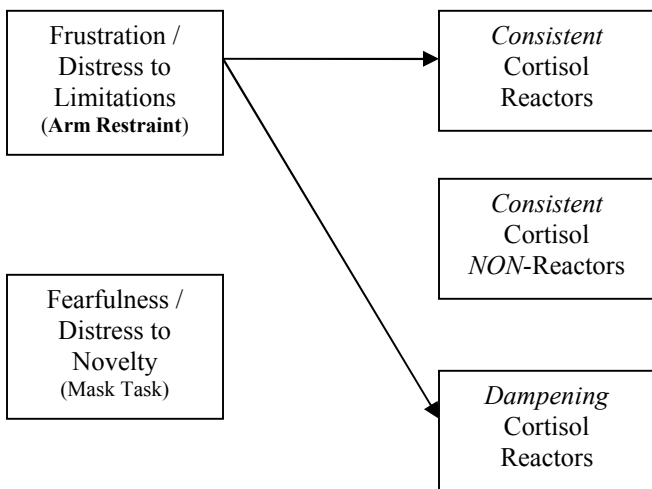 Frustration /
Distress to
Limitations
(Arm Restraint)
Consistent
Cortisol
Reactors
Consistent
Cortisol
NON-Reactors
Fearfulness /
Distress to
Novelty
(Mask Task)
Dampening
Cortisol
Reactors